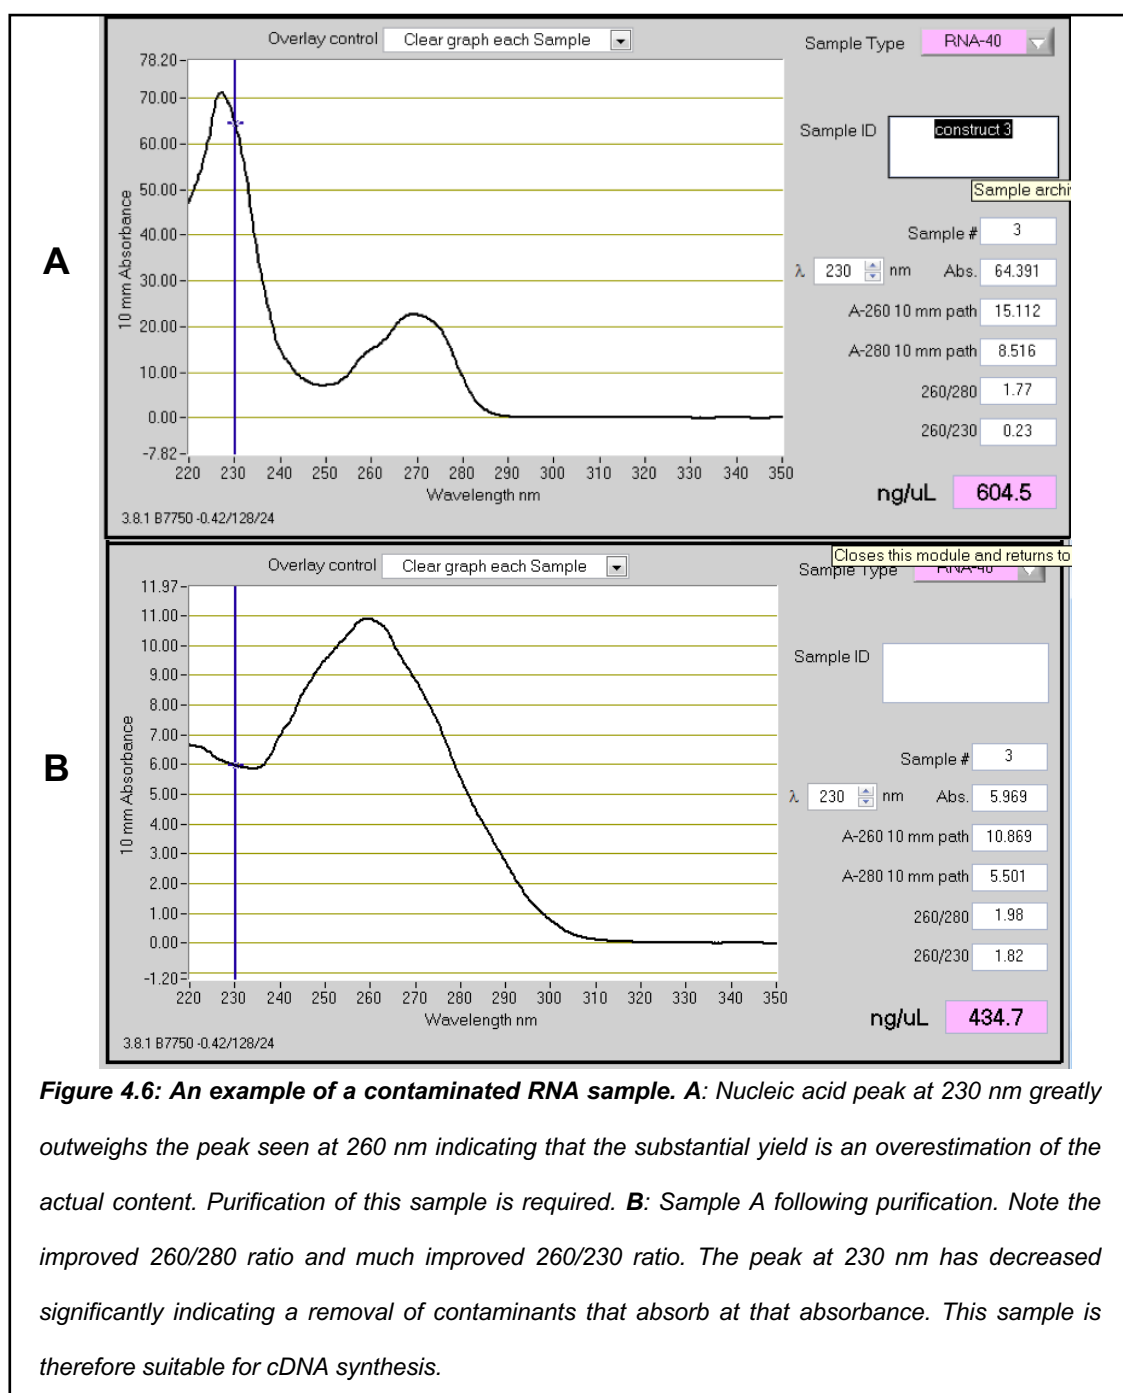 Overlay control Clear graph each Sample
Sample Type RNA-40
78.20
70.00
60.00
50.00
40.00
30.00
20.00
10.00
0.00
-7.82
10 mm Absorbance
220 230 240 250 260 270 280 290 300 310 320 330 340 350
Wavelength nm
3.8.1 B7750 -0.42/128/24
Sample ID construct 3
Sample archi
Sample # 3
λ 230 nm Abs. 64.391
A-260 10 mm path 15.112
A-280 10 mm path 8.516
260/280 1.77
260/230 0.23
ng/uL 604.5
A
Overlay control Clear graph each Sample
Closes this module and returns to
Sample Type RNA-40
11.97
11.00
10.00
9.00
8.00
7.00
6.00
5.00
4.00
3.00
2.00
1.00
0.00
-1.20
10 mm Absorbance
220 230 240 250 260 270 280 290 300 310 320 330 340 350
Wavelength nm
3.8.1 B7750 -0.42/128/24
Sample ID
Sample # 3
λ 230 nm Abs. 5.969
A-260 10 mm path 10.869
A-280 10 mm path 5.501
260/280 1.98
260/230 1.82
ng/uL 434.7
B
Figure 4.6: An example of a contaminated RNA sample. A: Nucleic acid peak at 230 nm greatly
outweighs the peak seen at 260 nm indicating that the substantial yield is an overestimation of the
actual content. Purification of this sample is required. B: Sample A following purification. Note the
improved 260/280 ratio and much improved 260/230 ratio. The peak at 230 nm has decreased
significantly indicating a removal of contaminants that absorb at that absorbance. This sample is
therefore suitable for cDNA synthesis.